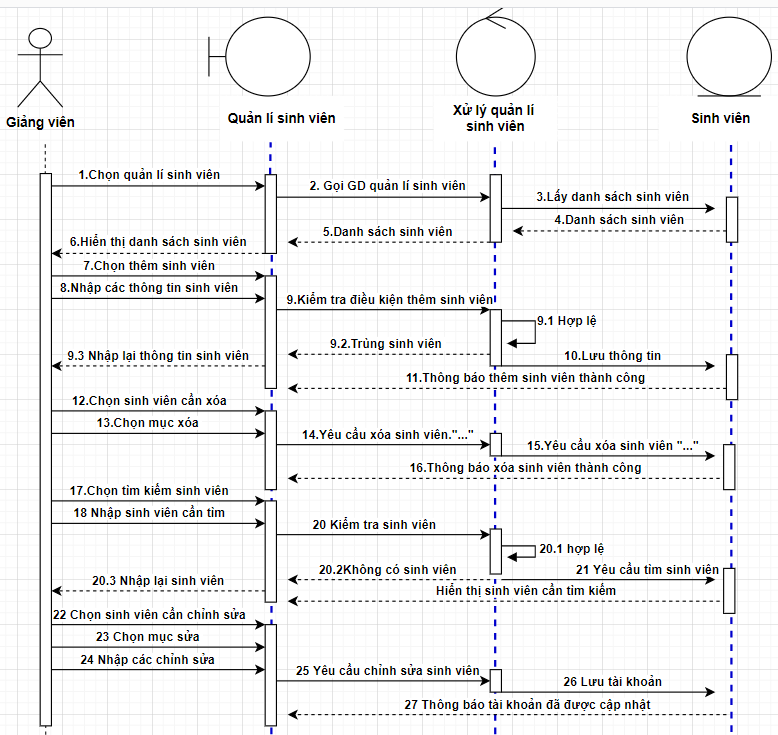 Giảng viên
Quản lí sinh viên
Xử lý quản lí
sinh viên
Sinh viên
1.Chọn quản lí sinh viên
2. Gọi GD quản lí sinh viên
3.Lấy danh sách sinh viên
4.Danh sách sinh viên
5.Danh sách sinh viên
6.Hiển thị danh sách sinh viên
7.Chọn thêm sinh viên
8.Nhập các thông tin sinh viên
9.Kiểm tra điều kiện thêm sinh viên
9.1 Hợp lệ
9.2.Trùng sinh viên
9.3 Nhập lại thông tin sinh viên
10.Lưu thông tin
11.Thông báo thêm sinh viên thành công
12.Chọn sinh viên cần xóa
13.Chọn mục xóa
14.Yêu cầu xóa sinh viên."..."
15.Yêu cầu xóa sinh viên "..."
16.Thông báo xóa sinh viên thành công
17.Chọn tìm kiếm sinh viên
18 Nhập sinh viên cần tìm
20 Kiểm tra sinh viên
20.1 hợp lệ
20.2Không có sinh viên
21 Yêu cầu tìm sinh viên
20.3 Nhập lại sinh viên
Hiển thị sinh viên cần tìm kiếm
22 Chọn sinh viên cần chỉnh sửa
23 Chọn mục sửa
24 Nhập các chỉnh sửa
25 Yêu cầu chỉnh sửa sinh viên
26 Lưu tài khoản
27 Thông báo tài khoản đã được cập nhật